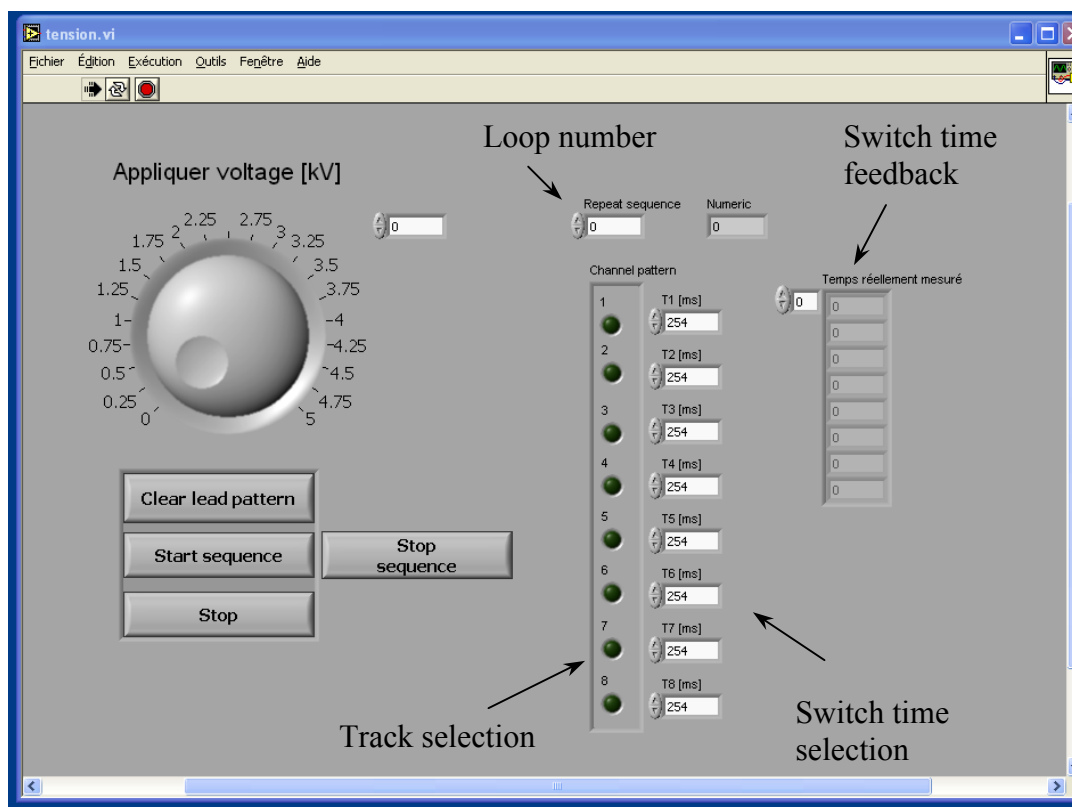 tension.vi
Fichier Édition Exécution Outils Fenêtre Aide
Loop number
Switch time
feedback
Appliquer voltage [kV]
Repeat sequence Numeric
0
0
0
2.25 2.75
2 3
1.75 3.25
1.5 3.5
1.25 3.75
1 4
0.75 4.25
0.5 4.5
0.25 4.75
0 5
Channel pattern
Temps réellement mesuré
0
0
0
0
0
0
0
0
0
1 T1 [ms]
254
2 T2 [ms]
254
3 T3 [ms]
254
4 T4 [ms]
254
5 T5 [ms]
254
6 T6 [ms]
254
7 T7 [ms]
254
8 T8 [ms]
254
Clear lead pattern
Start sequence
Stop
sequence
Stop
Track selection
Switch time
selection